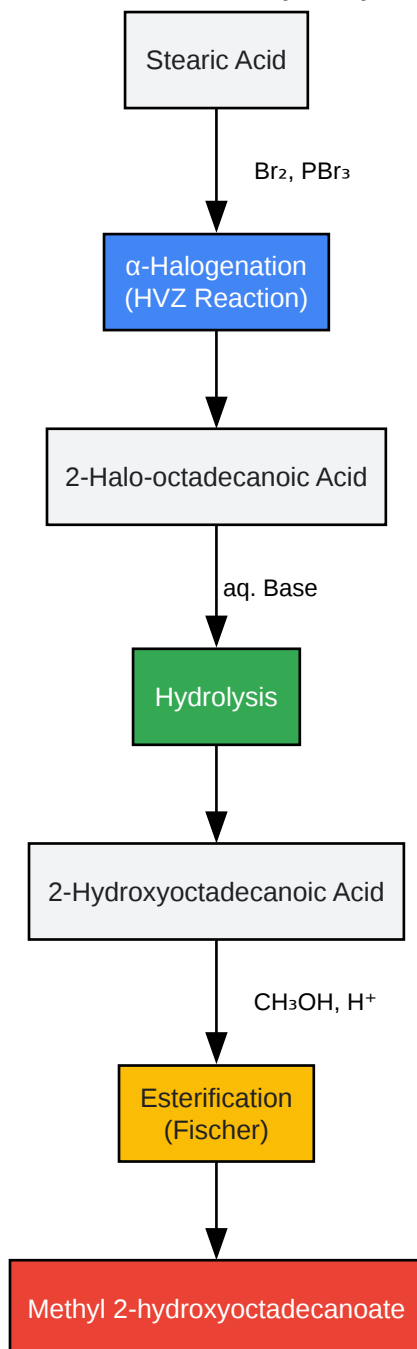 Stearic Acid
Br₂, PBr₃
α-Halogenation
(HVZ Reaction)
2-Halo-octadecanoic Acid
aq. Base
Hydrolysis
2-Hydroxyoctadecanoic Acid
CH₃OH, H⁺
Esterification
(Fischer)
Methyl 2-hydroxyoctadecanoate